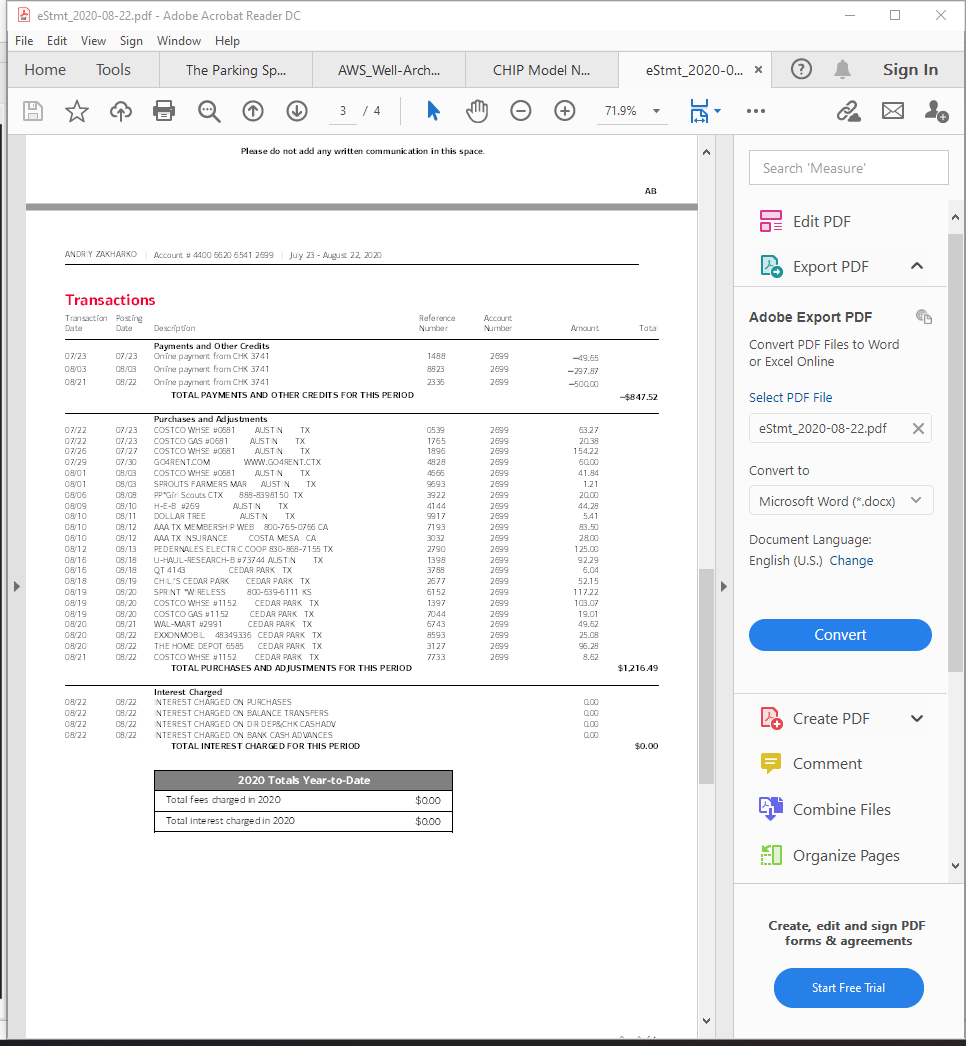 eStmt_2020-08-22.pdf - Adobe Acrobat Reader DC
File Edit View Sign Window Help
Home Tools The Parking Sp... AWS_Well-Arch... CHIP Model N... eStmt_2020-0... × Sign In
3 / 4 71.9%
Please do not add any written communication in this space.
AB
ANDRIY ZAKHARKO | Account # 4400 6620 6541 2699 | July 23 - August 22, 2020
Transactions
Transaction Date Posting Date Description Reference Number Account Number Amount Total
Payments and Other Credits
07/23 07/23 Online payment from CHK 3741 1488 2699 −49.65
08/03 08/03 Online payment from CHK 3741 8823 2699 −297.87
08/21 08/22 Online payment from CHK 3741 2336 2699 −500.00
TOTAL PAYMENTS AND OTHER CREDITS FOR THIS PERIOD −$847.52
Purchases and Adjustments
07/22 07/23 COSTCO WHSE #0681 AUSTIN TX 0539 2699 63.27
07/22 07/23 COSTCO GAS #0681 AUSTIN TX 1765 2699 20.38
07/26 07/27 COSTCO WHSE #0681 AUSTIN TX 1896 2699 154.22
07/29 07/30 GO4RENT.COM WWW.GO4RENT.CTX 4828 2699 60.00
08/01 08/03 COSTCO WHSE #0681 AUSTIN TX 4566 2699 41.84
08/01 08/03 SPROUTS FARMERS MAR AUSTIN TX 9693 2699 1.21
08/06 08/08 PP*Girl Scouts CTX 888-8398150 TX 3922 2699 20.00
08/09 08/10 H-E-B #269 AUSTIN TX 4144 2699 44.28
08/10 08/11 DOLLAR TREE AUSTIN TX 9917 2699 5.41
08/10 08/12 AAA TX MEMBERSHIP WEB 800-765-0766 CA 7193 2699 83.50
08/10 08/12 AAA TX INSURANCE COSTA MESA CA 3032 2699 28.00
08/12 08/13 PEDERNALES ELECTRIC COOP 830-868-7155 TX 2790 2699 125.00
08/16 08/18 U-HAUL-RESEARCH-B #73744 AUSTIN TX 1398 2699 92.29
08/16 08/18 QT 4143 CEDAR PARK TX 3788 2699 6.04
08/18 08/19 CHILI'S CEDAR PARK CEDAR PARK TX 2677 2699 52.15
08/19 08/20 SPRINT *WIRELESS 800-639-6111 KS 6152 2699 117.22
08/19 08/20 COSTCO WHSE #1152 CEDAR PARK TX 1397 2699 103.07
08/19 08/20 COSTCO GAS #1152 CEDAR PARK TX 7044 2699 19.01
08/20 08/21 WAL-MART #2991 CEDAR PARK TX 6743 2699 49.62
08/20 08/22 EXXONMOBIL 48349336 CEDAR PARK TX 8593 2699 25.08
08/20 08/22 THE HOME DEPOT 6585 CEDAR PARK TX 3127 2699 96.28
08/21 08/22 COSTCO WHSE #1152 CEDAR PARK TX 7733 2699 8.62
TOTAL PURCHASES AND ADJUSTMENTS FOR THIS PERIOD $1,216.49
Interest Charged
08/22 08/22 INTEREST CHARGED ON PURCHASES 0.00
08/22 08/22 INTEREST CHARGED ON BALANCE TRANSFERS 0.00
08/22 08/22 INTEREST CHARGED ON DIR DEP&CHK CASHADV 0.00
08/22 08/22 INTEREST CHARGED ON BANK CASH ADVANCES 0.00
TOTAL INTEREST CHARGED FOR THIS PERIOD $0.00
2020 Totals Year-to-Date
Total fees charged in 2020 $0.00
Total interest charged in 2020 $0.00
Search 'Measure'
Edit PDF
Export PDF
Adobe Export PDF
Convert PDF Files to Word
or Excel Online
Select PDF File
eStmt_2020-08-22.pdf
Convert to
Microsoft Word (*.docx)
Document Language:
English (U.S.) Change
Convert
Create PDF
Comment
Combine Files
Organize Pages
Create, edit and sign PDF
forms & agreements
Start Free Trial